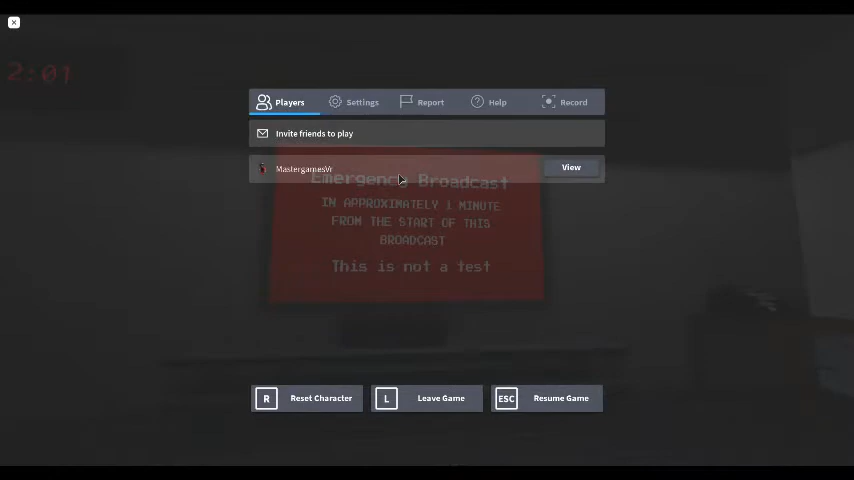 2:01
Players Settings Report Help Record
Invite friends to play
MastergamesVr View
Emergency Broadcast
IN APPROXIMATELY 1 MINUTE
FROM THE START OF THIS
BROADCAST
This is not a test
R Reset Character L Leave Game ESC Resume Game